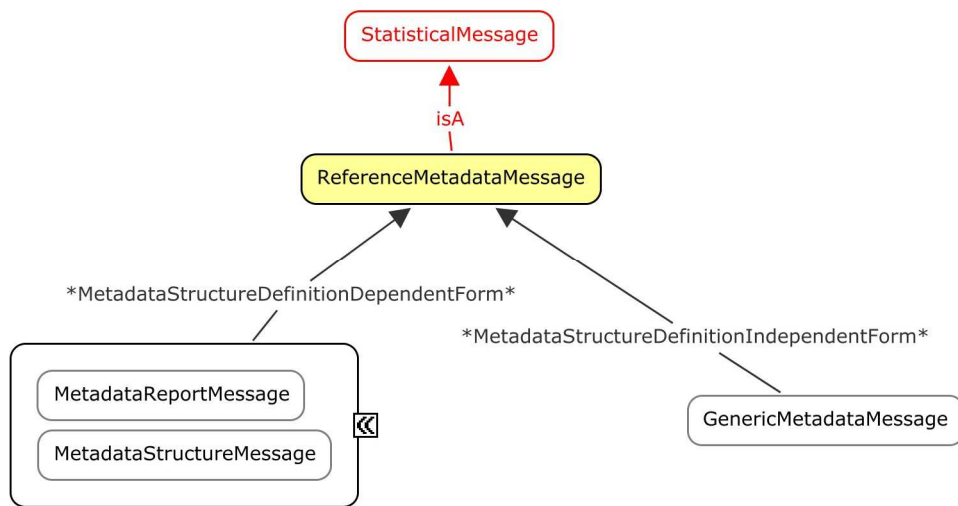 StatisticalMessage
isA
ReferenceMetadataMessage
*MetadataStructureDefinitionDependentForm*
*MetadataStructureDefinitionIndependentForm*
MetadataReportMessage
GenericMetadataMessage
MetadataStructureMessage